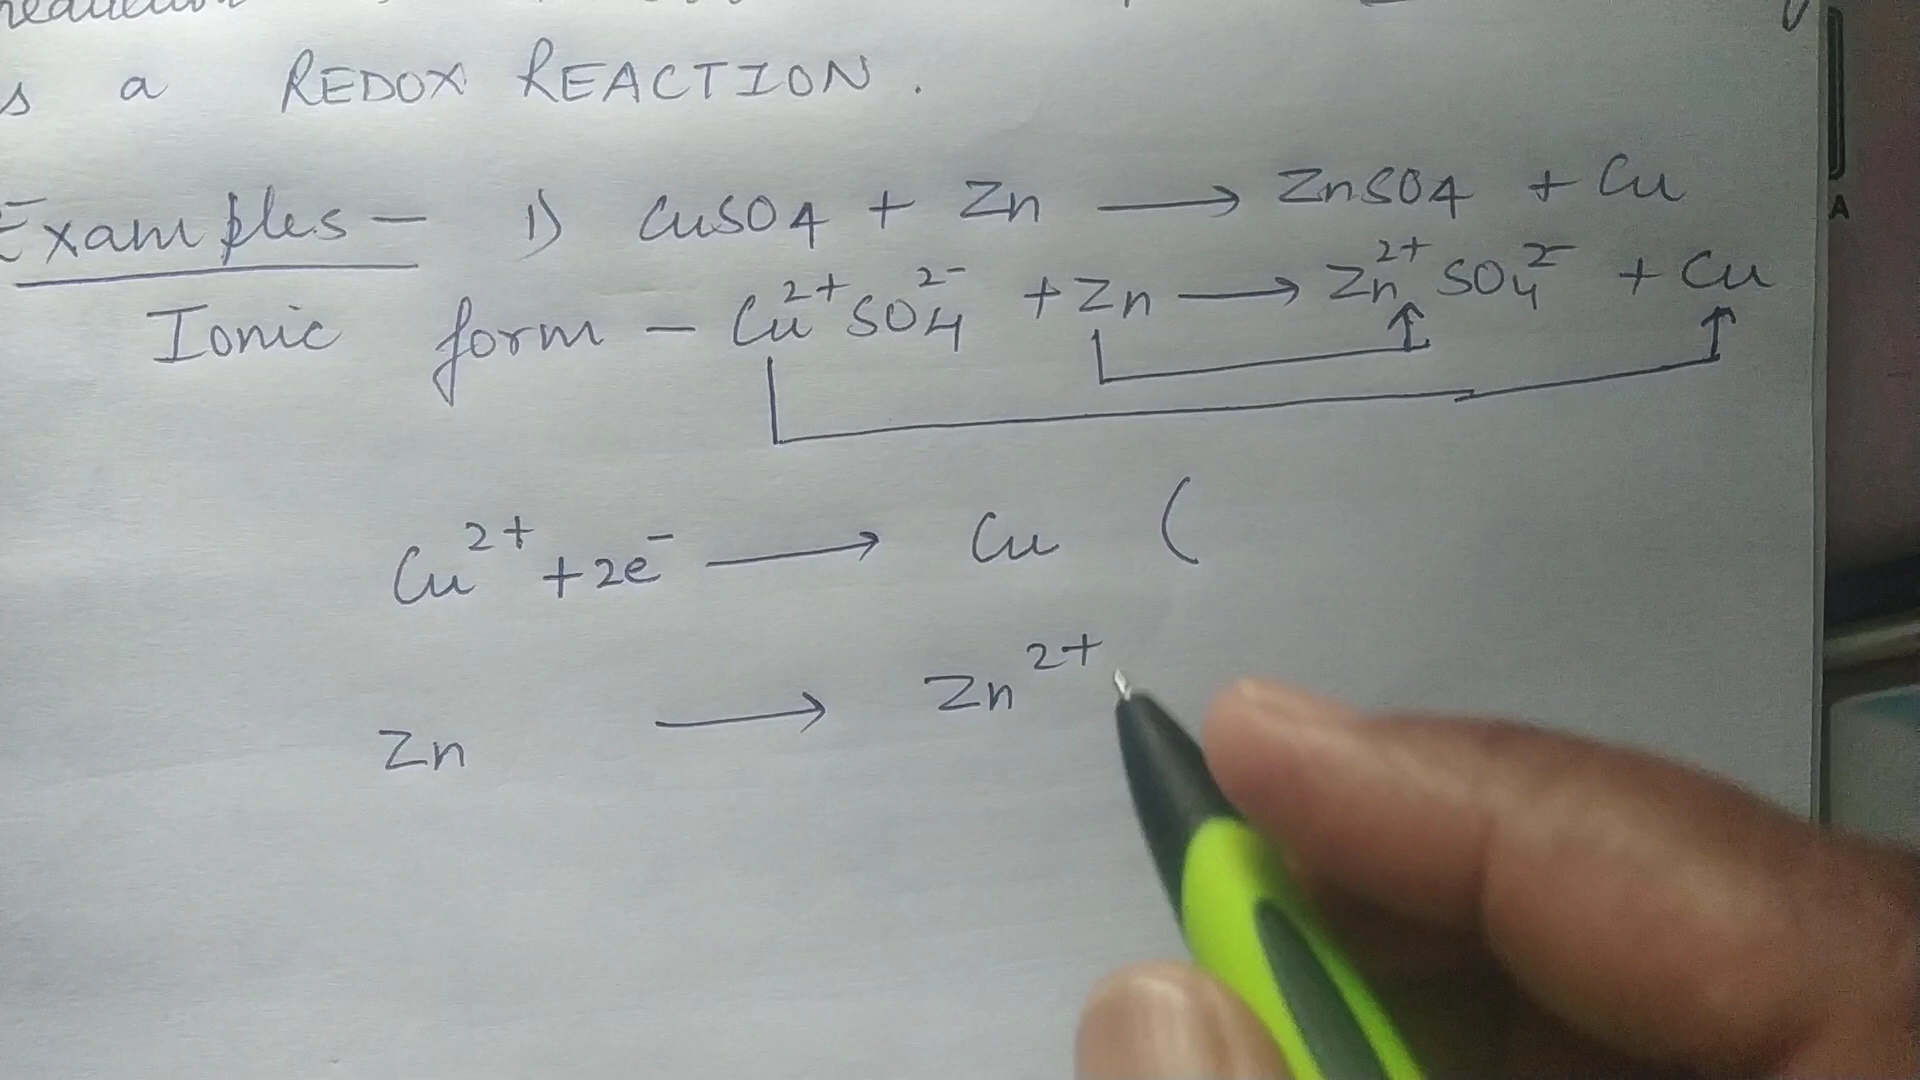 s a REDOX REACTION.
Examples - 1) CuSO4 + Zn ⟶ ZnSO4 + Cu
Ionic form - Cu²⁺SO₄²⁻ + Zn ⟶ Zn²⁺SO₄²⁻ + Cu
Cu²⁺ + 2e⁻ ⟶ Cu (
Zn ⟶ Zn²⁺
A